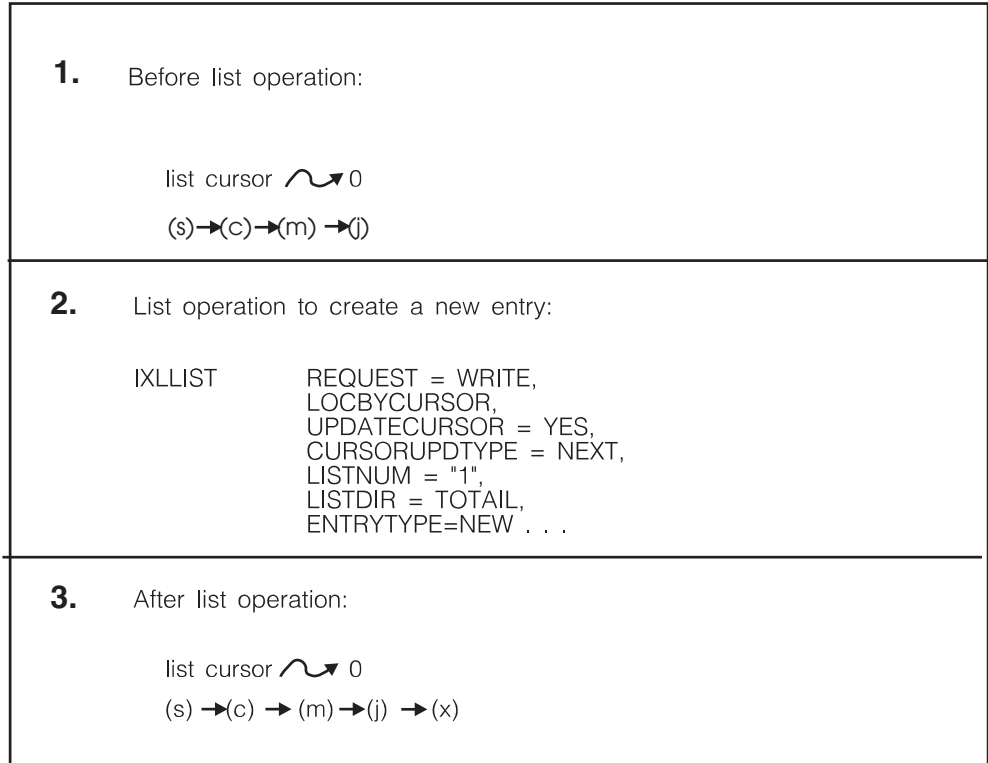 1. Before list operation:
list cursor 0
(s)→(c)→(m) →(j)
2. List operation to create a new entry:
IXLLIST REQUEST = WRITE,
LOCBYCURSOR,
UPDATECURSOR = YES,
CURSORUPDTYPE = NEXT,
LISTNUM = "1",
LISTDIR = TOTAIL,
ENTRYTYPE=NEW . . .
3. After list operation:
list cursor 0
(s) →(c) → (m)→(j) →(x)